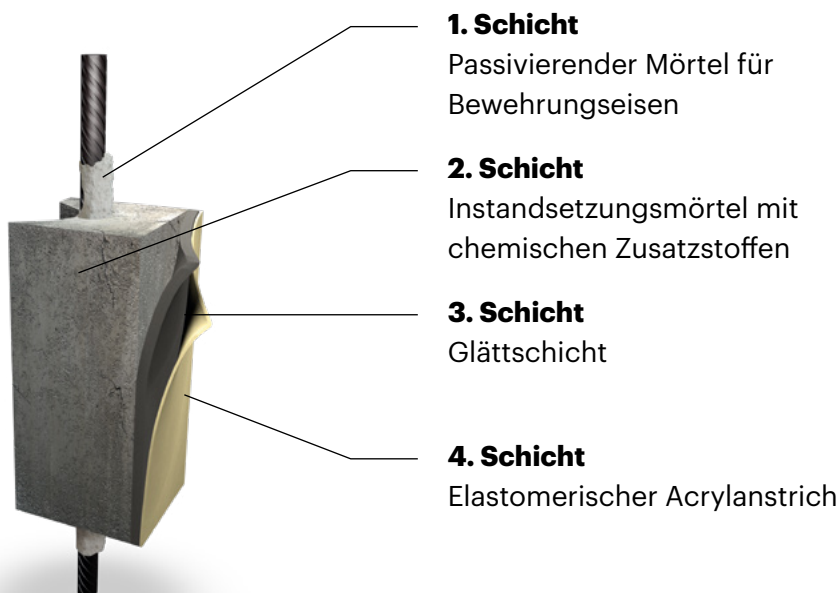 1. Schicht
Passivierender Mörtel für
Bewehrungseisen
2. Schicht
Instandsetzungsmörtel mit
chemischen Zusatzstoffen
3. Schicht
Glättschicht
4. Schicht
Elastomerischer Acrylanstrich